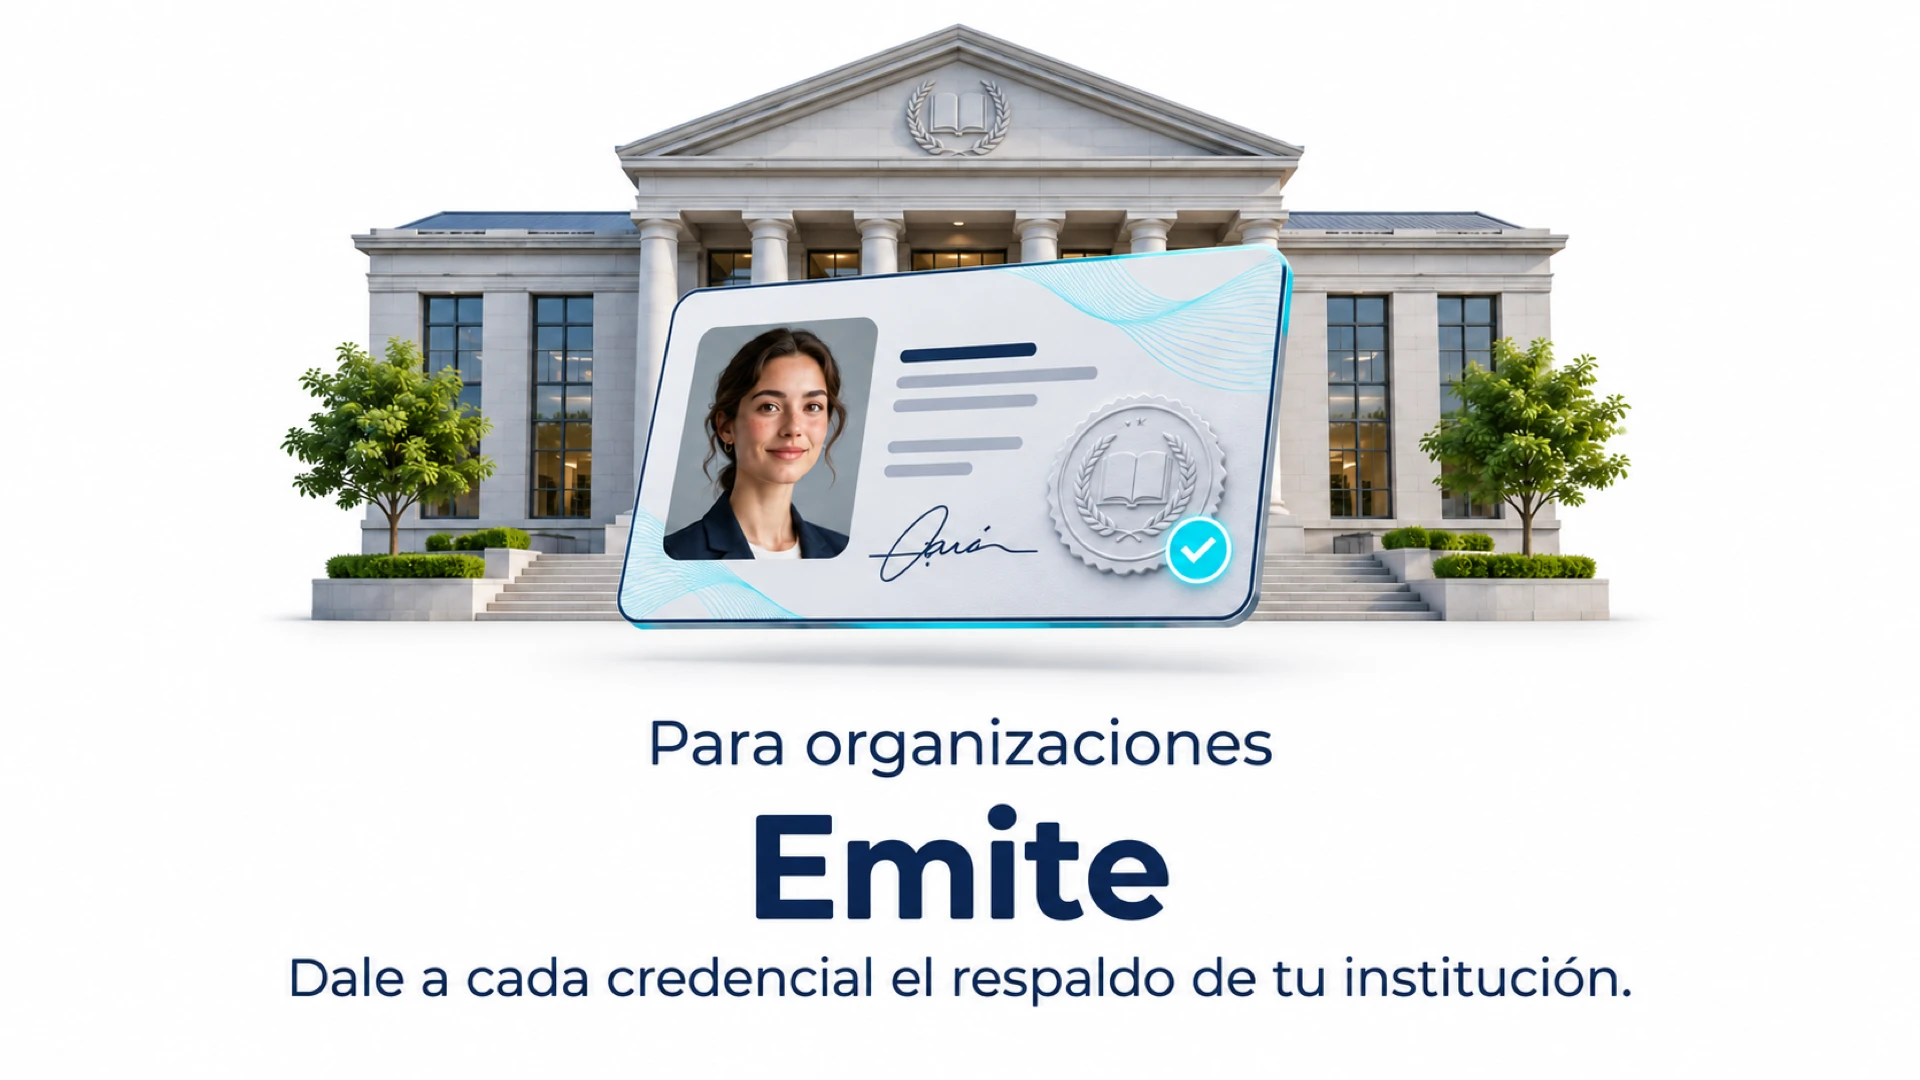 Para organizaciones
Emite
Dale a cada credencial el respaldo de tu institución.